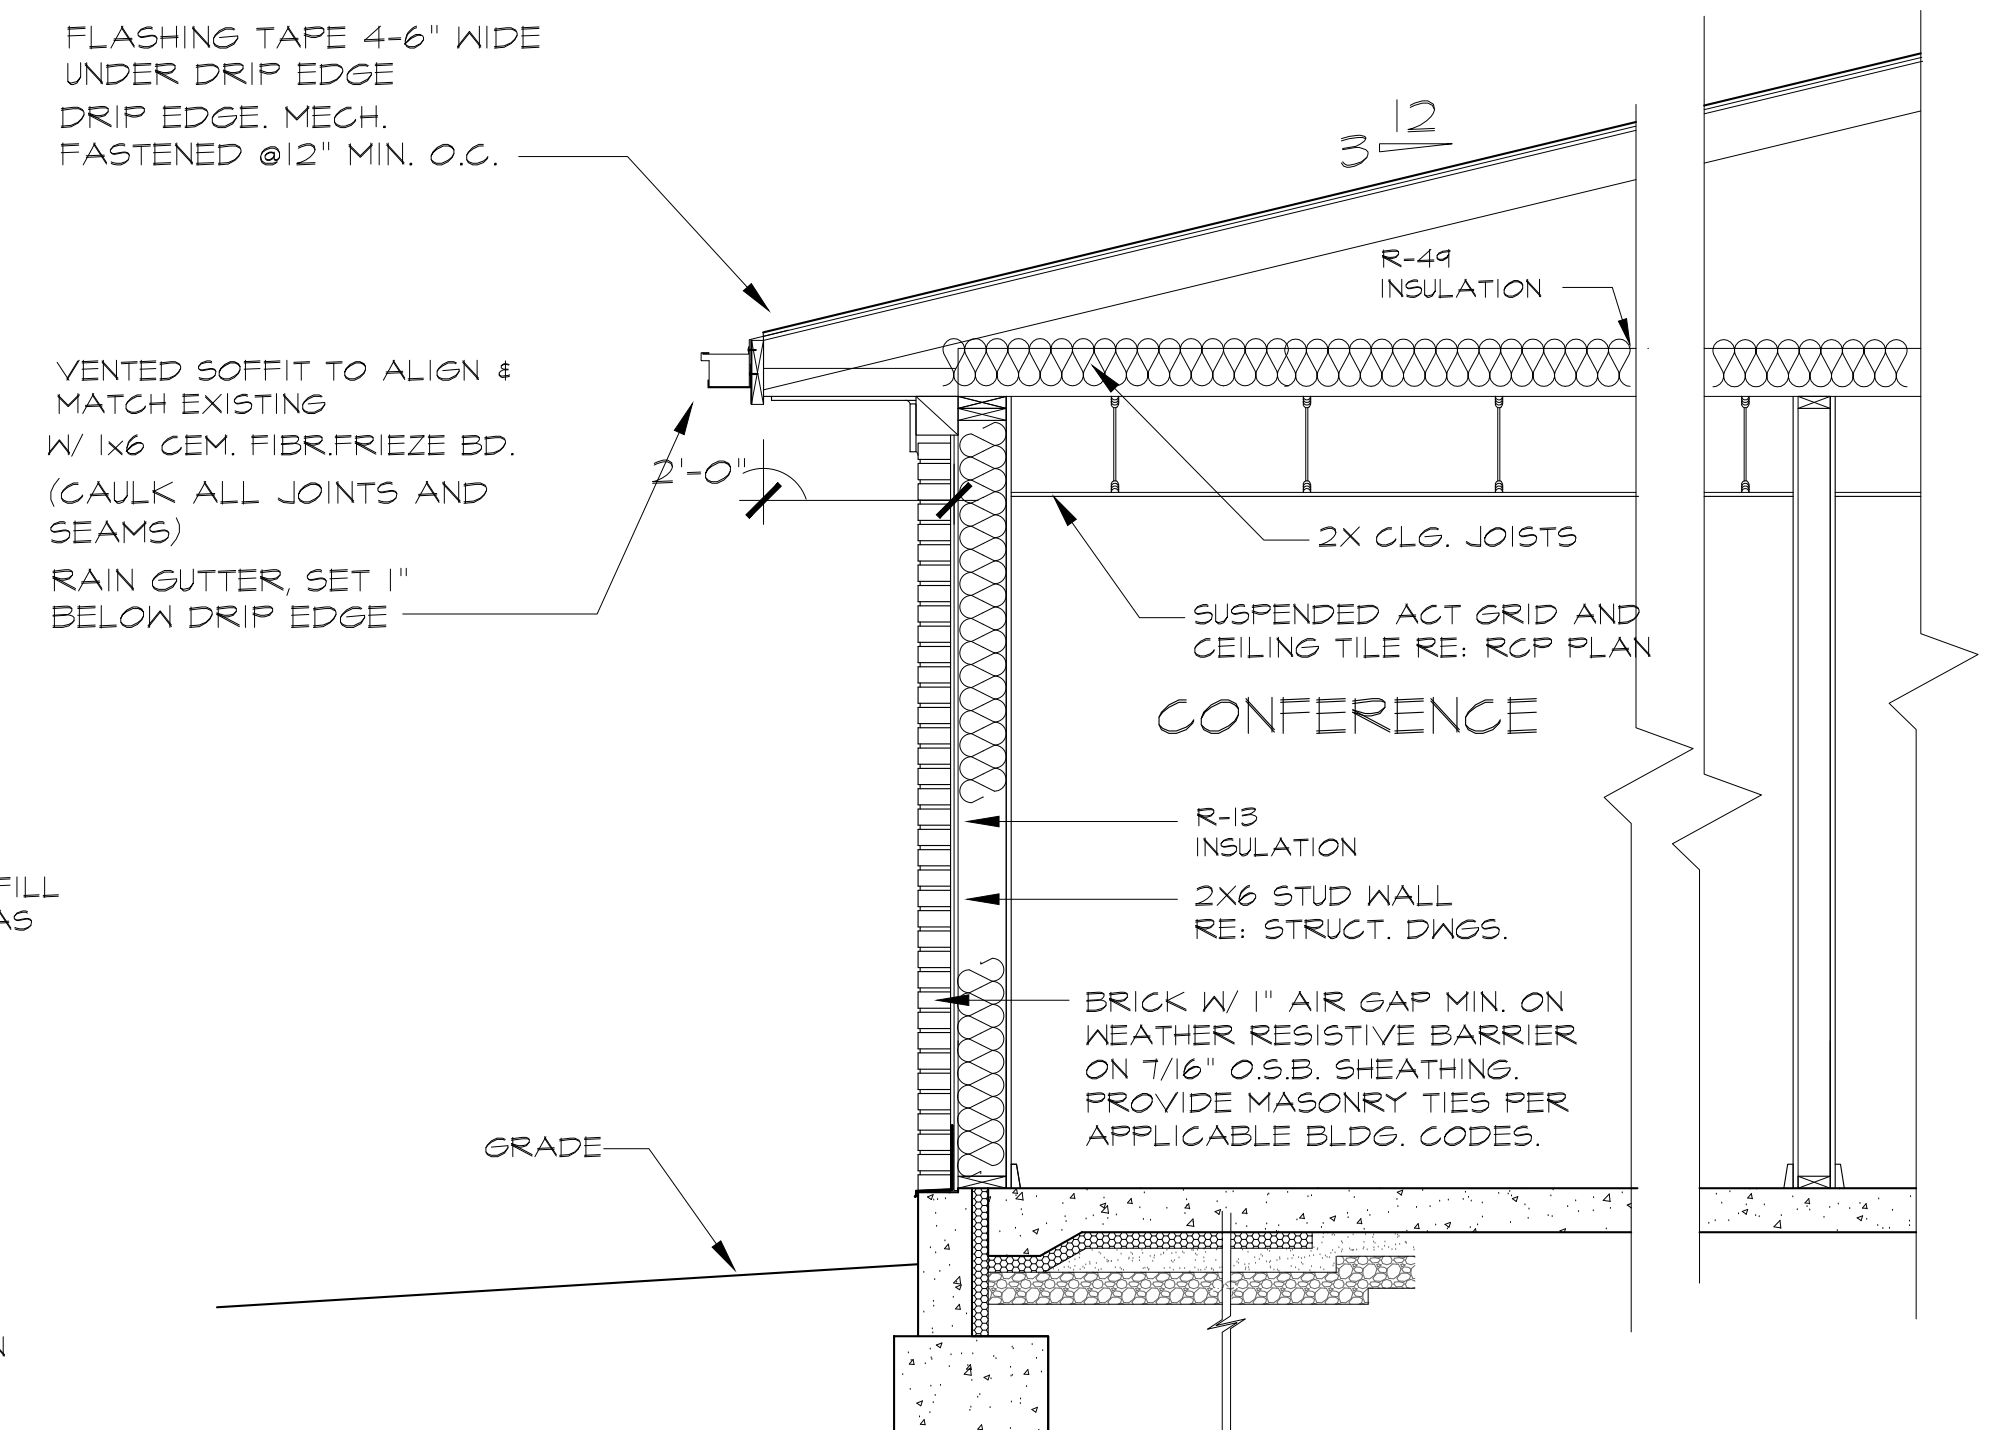 FLASHING TAPE 4-6" WIDE
UNDER DRIP EDGE
DRIP EDGE. MECH.
FASTENED @12" MIN. O.C.
12
3
R-49
INSULATION
VENTED SOFFIT TO ALIGN &
MATCH EXISTING
W/ 1x6 CEM. FIBR.FRIEZE BD.
(CAULK ALL JOINTS AND
SEAMS)
RAIN GUTTER, SET 1"
BELOW DRIP EDGE
2'-0"
2X CLG. JOISTS
SUSPENDED ACT GRID AND
CEILING TILE RE: RCP PLAN
CONFERENCE
R-13
INSULATION
2X6 STUD WALL
RE: STRUCT. DWGS.
FILL
AS
BRICK W/ 1" AIR GAP MIN. ON
WEATHER RESISTIVE BARRIER
ON 7/16" O.S.B. SHEATHING.
PROVIDE MASONRY TIES PER
APPLICABLE BLDG. CODES.
GRADE
N